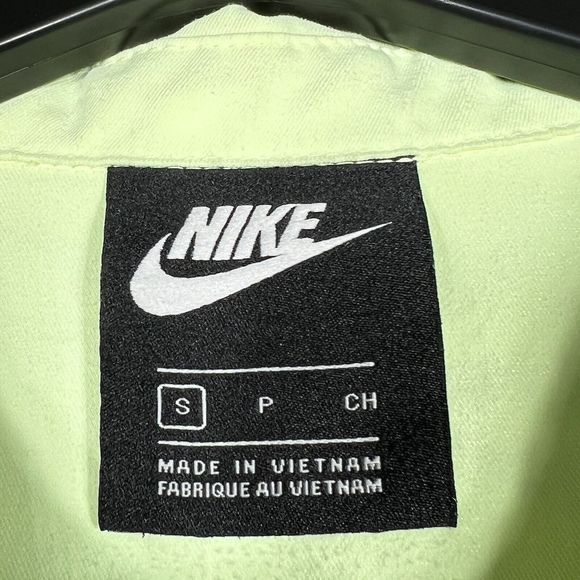 NIKE
S P CH
MADE IN VIETNAM
FABRIQUE AU VIETNAM